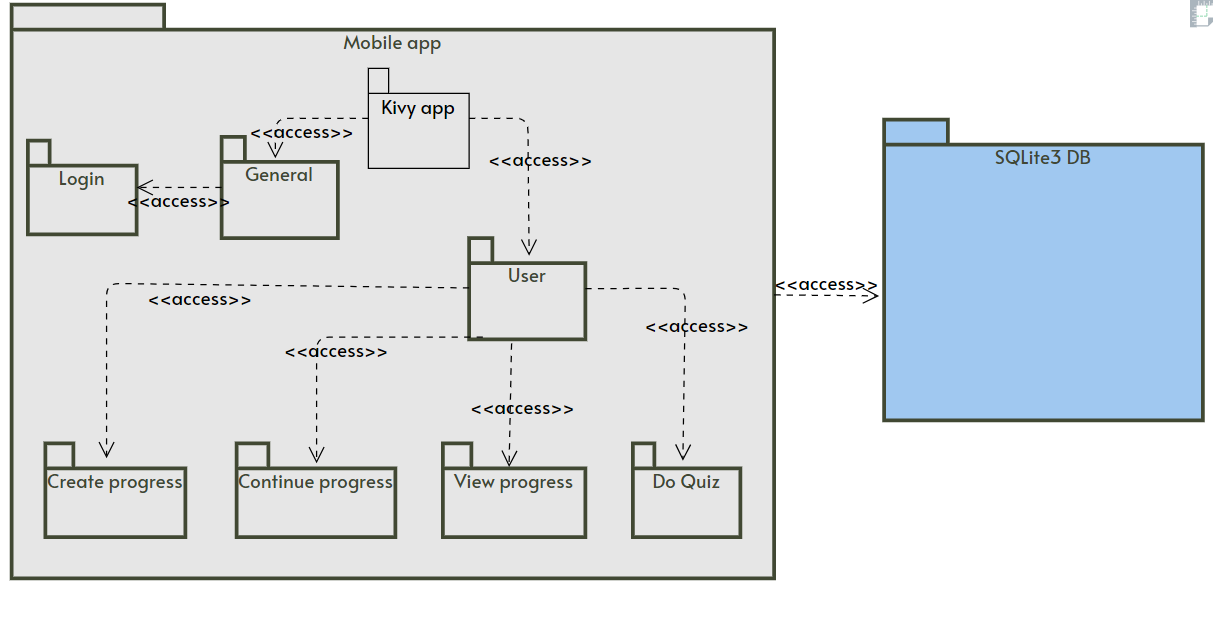 Mobile app
Kivy app
<<access>>
<<access>>
Login
General
<<access>>
SQLite3 DB
User
<<access>>
<<access>>
<<access>>
<<access>>
<<access>>
Create progress
Continue progress
View progress
Do Quiz